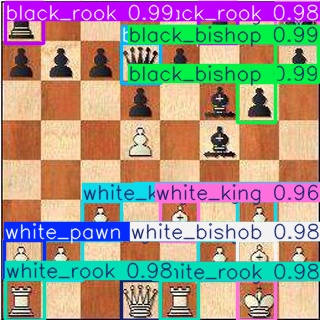 black_rook 0.99 ck_rook 0.98
black_bishop 0.99
black_bishop 0.99
white_k white_king 0.96
white_pawn white_bishob 0.98
white_rook 0.98 ite_rook 0.98